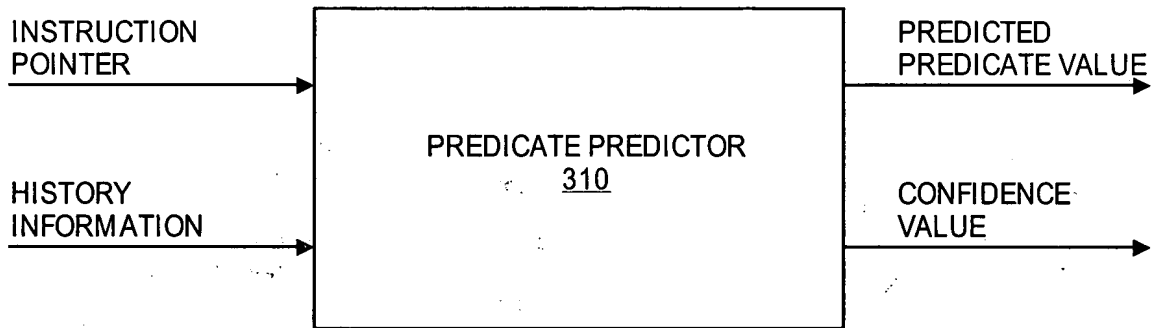 INSTRUCTION
POINTER
HISTORY
INFORMATION
PREDICATE PREDICTOR
310
PREDICTED
PREDICATE VALUE
CONFIDENCE
VALUE